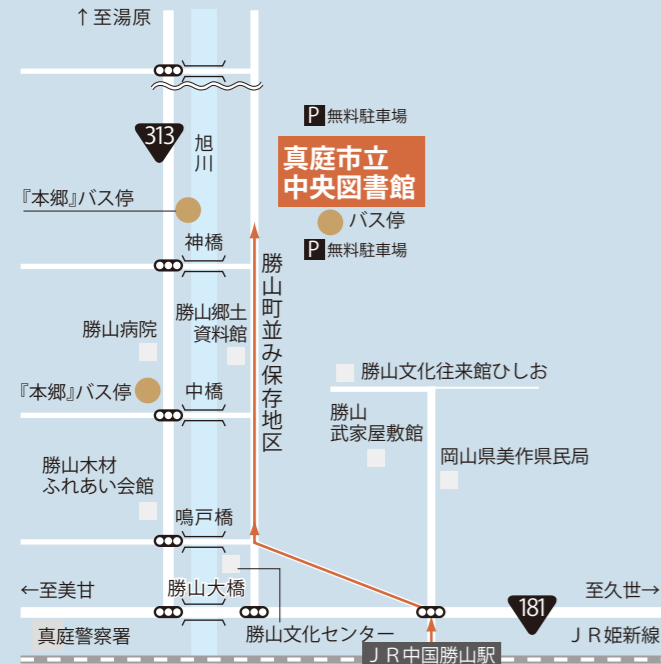 ↑至湯原
P 無料駐車場
313
旭川
真庭市立
中央図書館
『本郷』バス停
バス停
神橋
P 無料駐車場
勝山町並み保存地区
勝山郷土
資料館
勝山病院
勝山文化往来館ひしお
『本郷』バス停
中橋
勝山
武家屋敷館
岡山県美作県民局
勝山木材
ふれあい会館
鳴戸橋
←至美甘
勝山大橋
181
至久世→
真庭警察署
勝山文化センター
JR姫新線
JR中国勝山駅